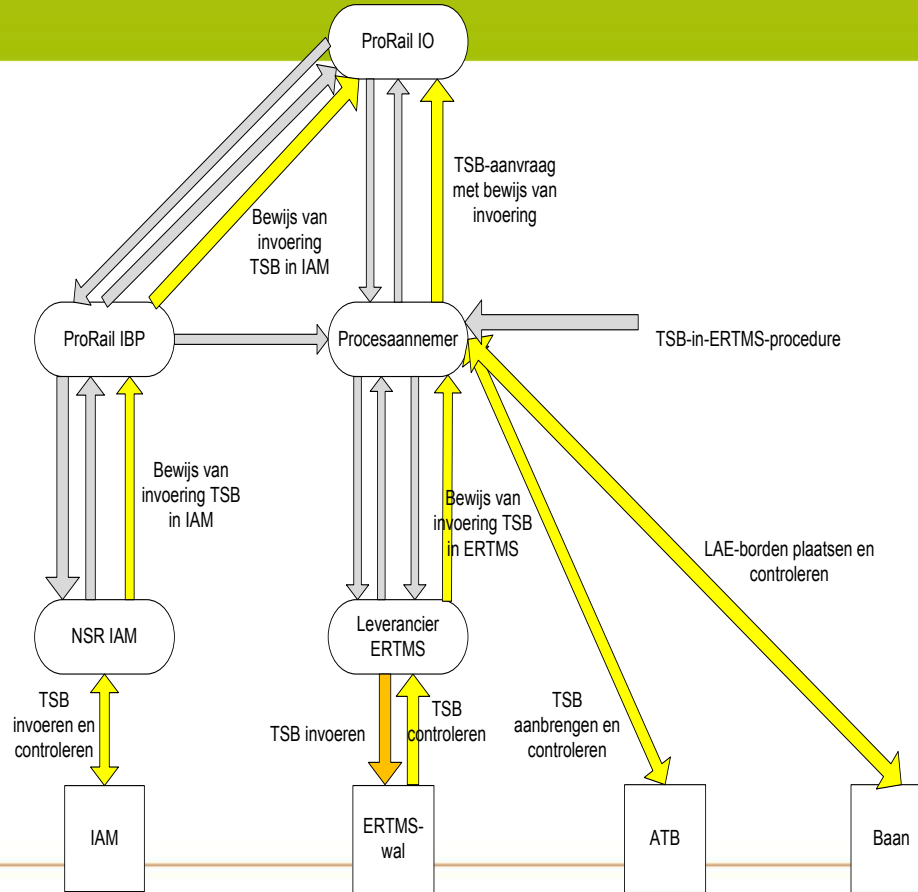 ProRail IO
TSB-aanvraag
met bewijs van
invoering
Bewijs van
invoering
TSB in IAM
ProRail IBP
Procesaannemer
TSB-in-ERTMS-procedure
Bewijs van
invoering TSB
in IAM
Bewijs van
invoering TSB
in ERTMS
LAE-borden plaatsen en
controleren
NSR IAM
Leverancier
ERTMS
TSB
invoeren en
controleren
TSB invoeren
TSB
controleren
TSB
aanbrengen en
controleren
IAM
ERTMS-
wal
ATB
Baan